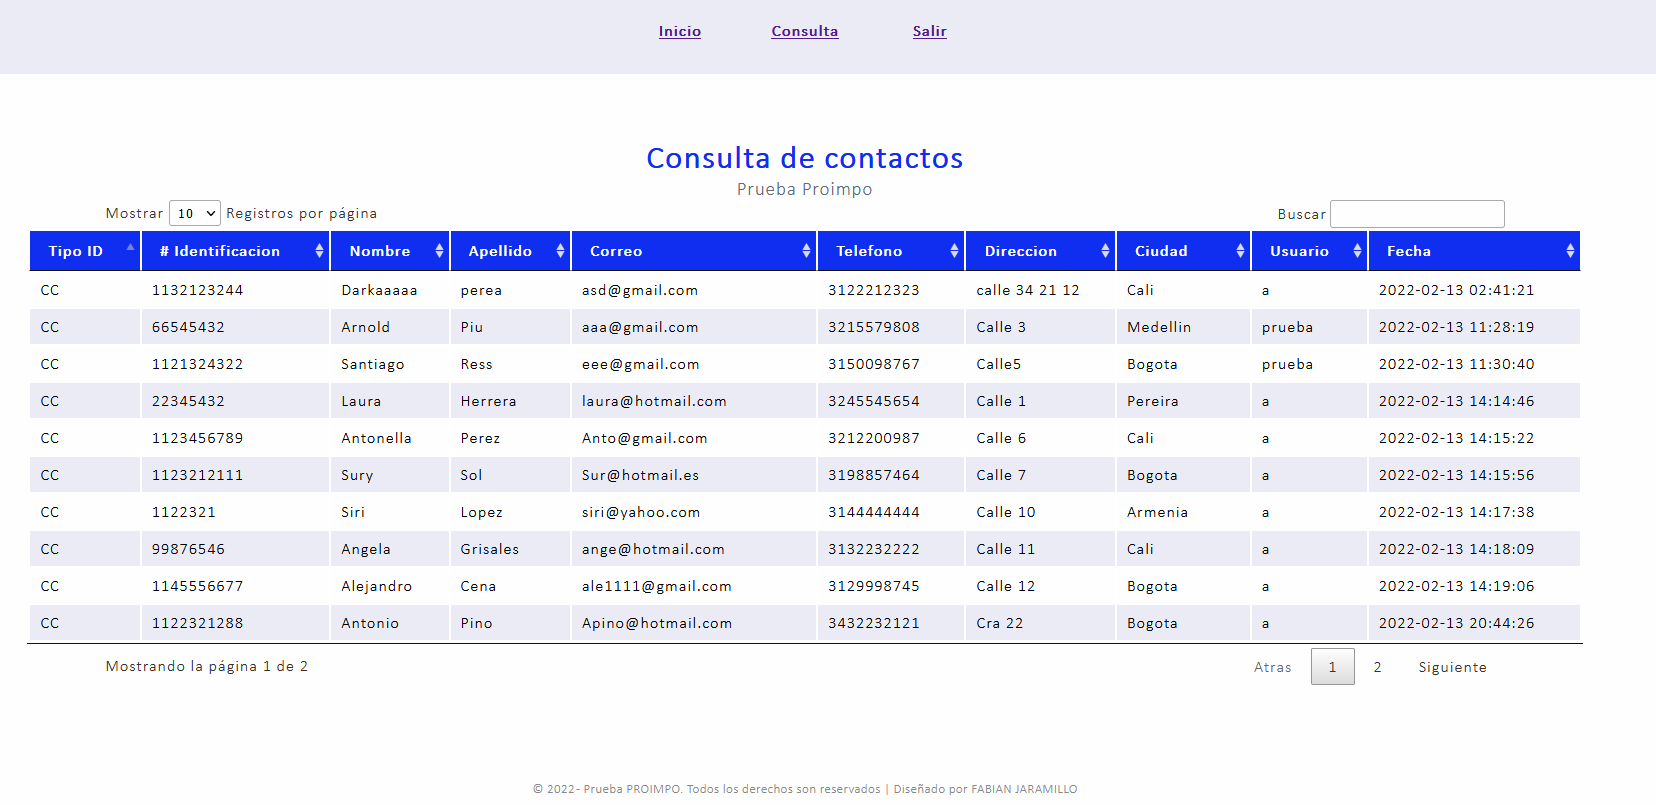 Inicio Consulta Salir
Consulta de contactos
Prueba Proimpo
Mostrar 10 Registros por página Buscar
Tipo ID # Identificacion Nombre Apellido Correo Telefono Direccion Ciudad Usuario Fecha
CC 1132123244 Darkaaaaa perea asd@gmail.com 3122212323 calle 34 21 12 Cali a 2022-02-13 02:41:21
CC 66545432 Arnold Piu aaa@gmail.com 3215579808 Calle 3 Medellin prueba 2022-02-13 11:28:19
CC 1121324322 Santiago Ress eee@gmail.com 3150098767 Calle5 Bogota prueba 2022-02-13 11:30:40
CC 22345432 Laura Herrera laura@hotmail.com 3245545654 Calle 1 Pereira a 2022-02-13 14:14:46
CC 1123456789 Antonella Perez Anto@gmail.com 3212200987 Calle 6 Cali a 2022-02-13 14:15:22
CC 1123212111 Sury Sol Sur@hotmail.es 3198857464 Calle 7 Bogota a 2022-02-13 14:15:56
CC 1122321 Siri Lopez siri@yahoo.com 3144444444 Calle 10 Armenia a 2022-02-13 14:17:38
CC 99876546 Angela Grisales ange@hotmail.com 3132232222 Calle 11 Cali a 2022-02-13 14:18:09
CC 1145556677 Alejandro Cena ale1111@gmail.com 3129998745 Calle 12 Bogota a 2022-02-13 14:19:06
CC 1122321288 Antonio Pino Apino@hotmail.com 3432232121 Cra 22 Bogota a 2022-02-13 20:44:26
Mostrando la página 1 de 2 Atras 1 2 Siguiente
© 2022- Prueba PROIMPO. Todos los derechos son reservados | Diseñado por FABIAN JARAMILLO